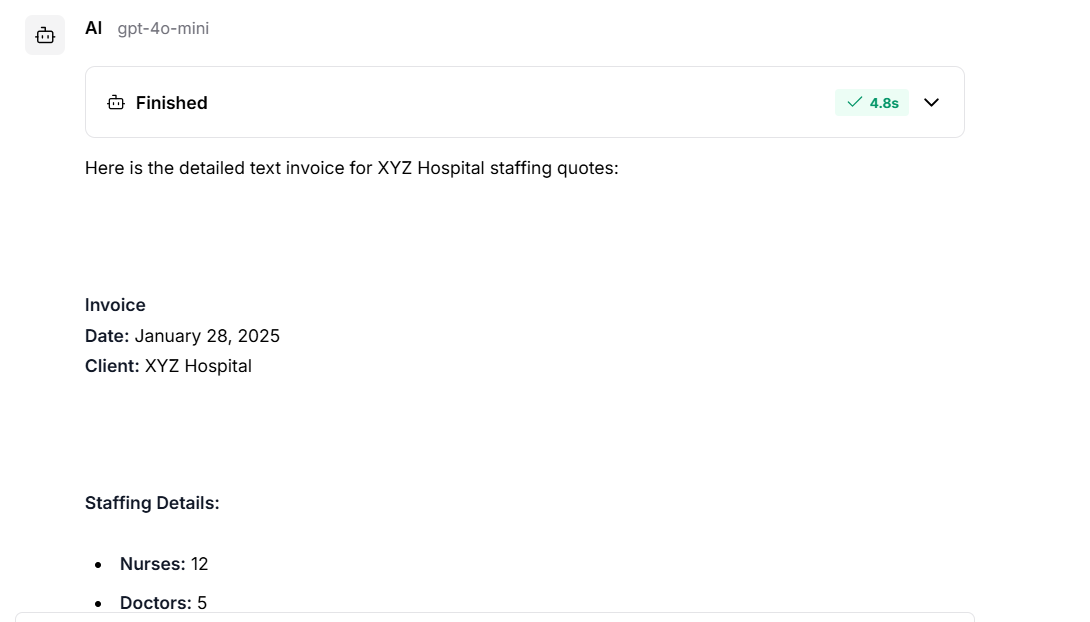 AI gpt-4o-mini
Finished 4.8s
Here is the detailed text invoice for XYZ Hospital staffing quotes:
Invoice
Date: January 28, 2025
Client: XYZ Hospital
Staffing Details:
Nurses: 12
Doctors: 5